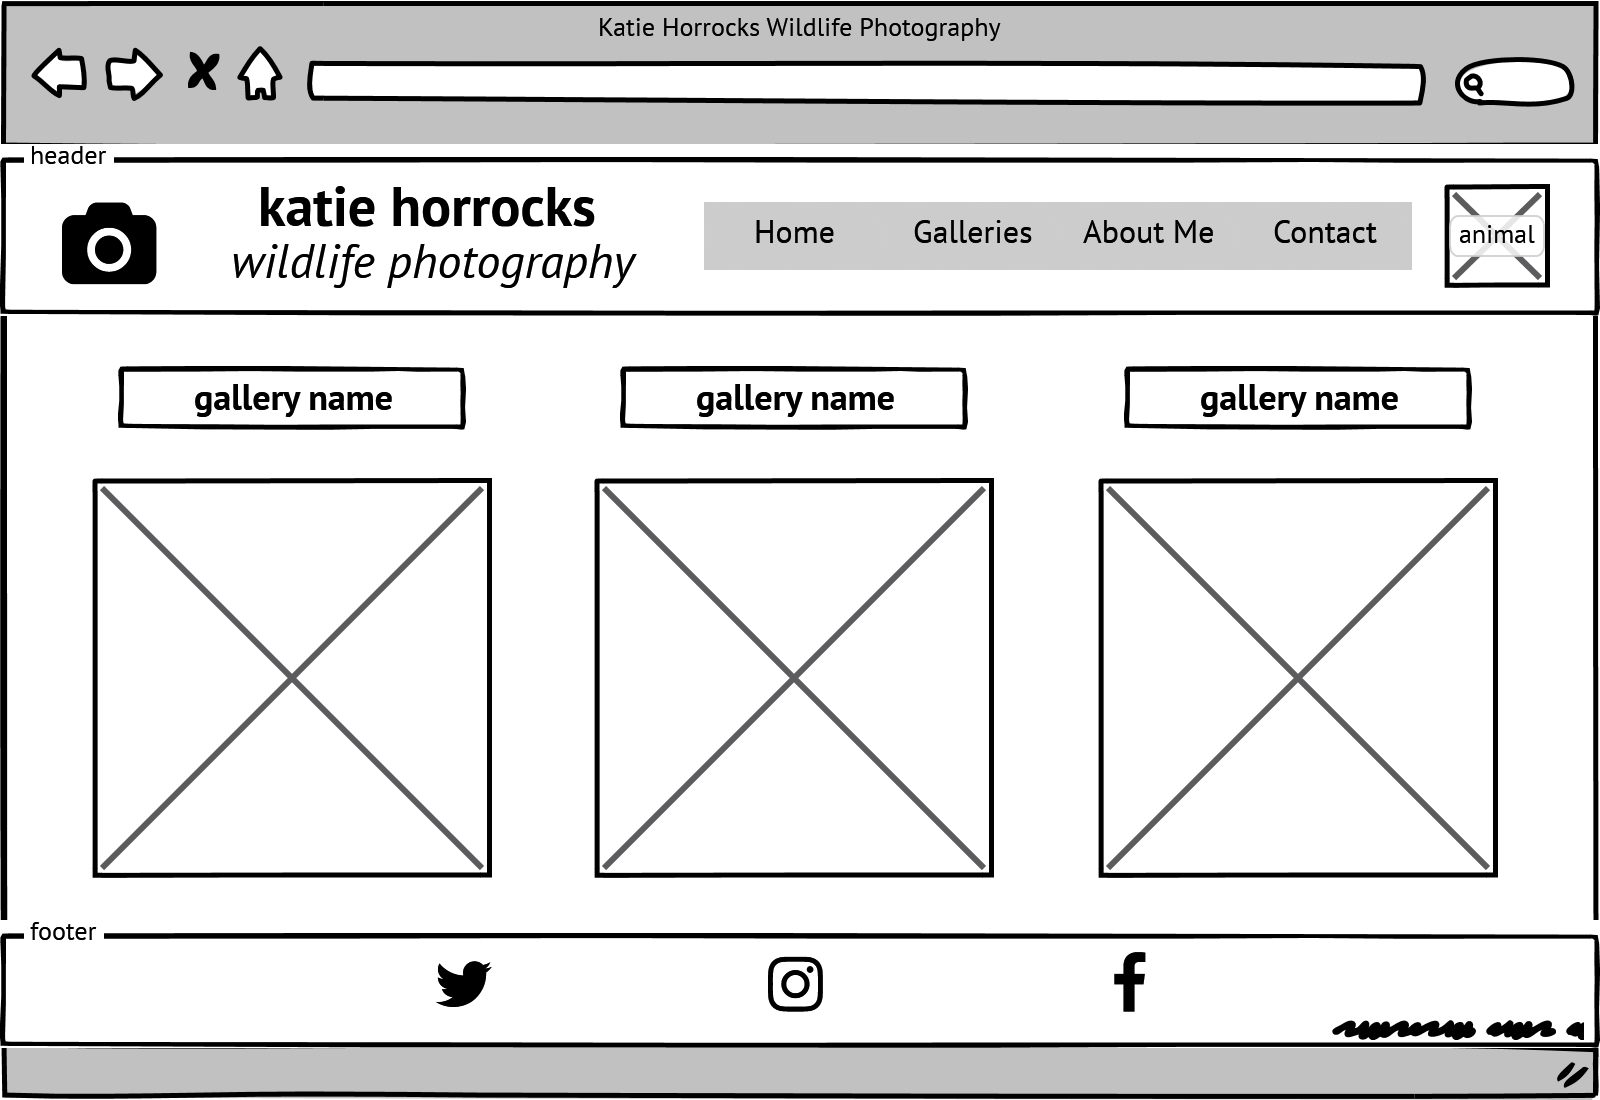 Katie Horrocks Wildlife Photography
header
katie horrocks
wildlife photography
Home Galleries About Me Contact
animal
gallery name gallery name gallery name
footer